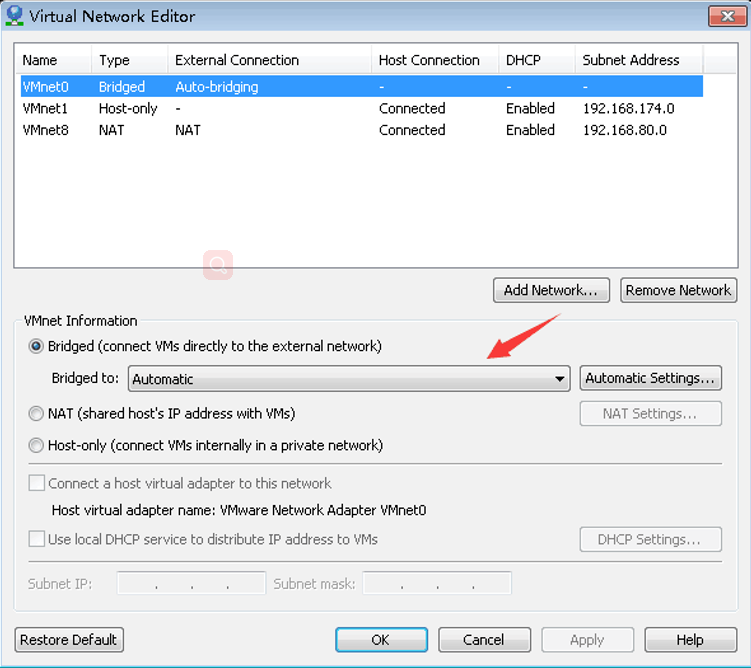 Virtual Network Editor
Name Type External Connection Host Connection DHCP Subnet Address
VMnet0 Bridged Auto-bridging - - -
VMnet1 Host-only - Connected Enabled 192.168.174.0
VMnet8 NAT NAT Connected Enabled 192.168.80.0
Add Network... Remove Network
VMnet Information
Bridged (connect VMs directly to the external network)
Bridged to: Automatic Automatic Settings...
NAT (shared host's IP address with VMs) NAT Settings...
Host-only (connect VMs internally in a private network)
Connect a host virtual adapter to this network
Host virtual adapter name: VMware Network Adapter VMnet0
Use local DHCP service to distribute IP address to VMs DHCP Settings...
Subnet IP: . . . Subnet mask: . . .
Restore Default OK Cancel Apply Help